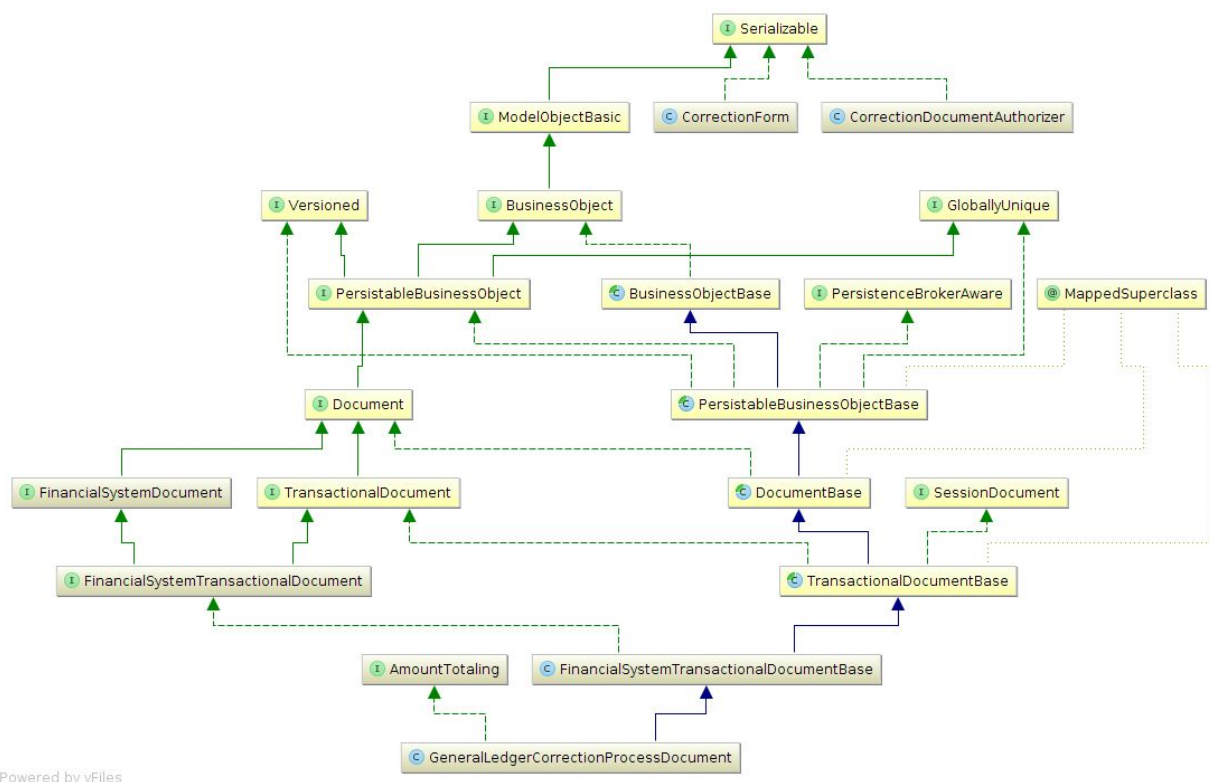 I Serializable
I ModelObjectBasic C CorrectionForm C CorrectionDocumentAuthorizer
I Versioned I BusinessObject I GloballyUnique
I PersistableBusinessObject C BusinessObjectBase I PersistenceBrokerAware @ MappedSuperclass
I Document C PersistableBusinessObjectBase
I FinancialSystemDocument I TransactionalDocument C DocumentBase I SessionDocument
I FinancialSystemTransactionalDocument C TransactionalDocumentBase
I AmountTotaling C FinancialSystemTransactionalDocumentBase
C GeneralLedgerCorrectionProcessDocument
Powered by yFiles